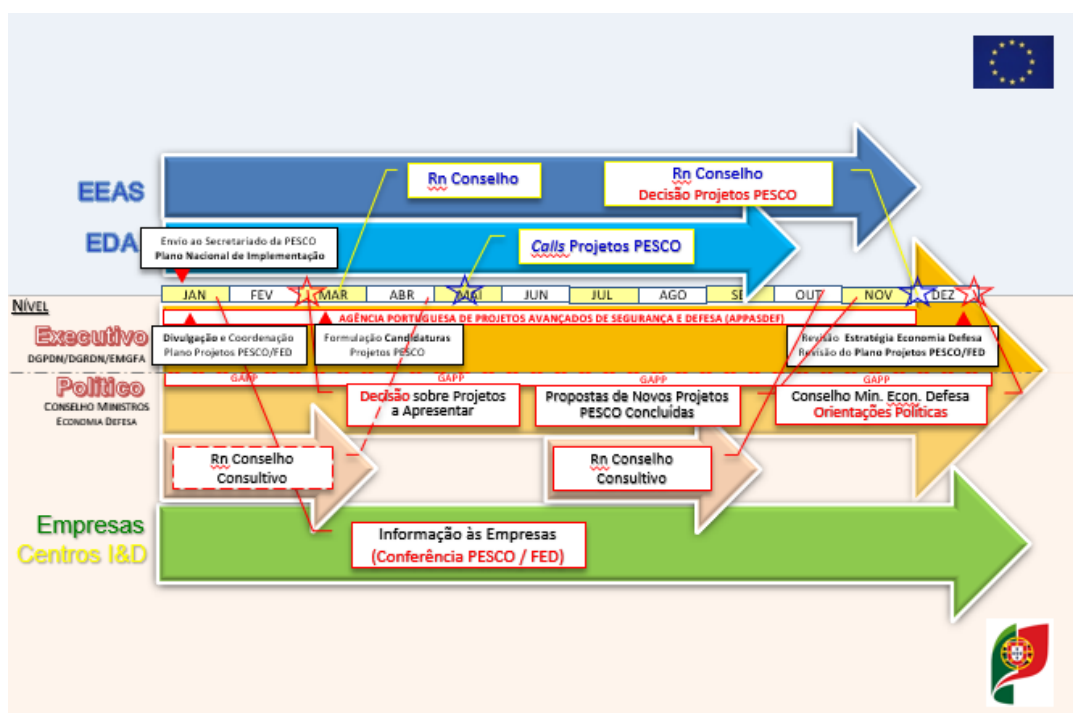 EEAS
Rn Conselho
Rn Conselho
Decisão Projetos PESCO
EDA
Envio ao Secretariado da PESCO
Plano Nacional de Implementação
Calls Projetos PESCO
JAN FEV MAR ABR MAI JUN JUL AGO SE OUT NOV DEZ
NÍVEL
AGÊNCIA PORTUGUESA DE PROJETOS AVANÇADOS DE SEGURANÇA E DEFESA (APPASDEF)
Executivo
DGPDN/DGRDN/EMGFA
Divulgação e Coordenação
Plano Projetos PESCO/FED
Formulação Candidaturas
Projetos PESCO
Revisão Estratégia Economia Defesa
Revisão do Plano Projetos PESCO/FED
GAPP GAPP GAPP GAPP
Político
CONSELHO MINISTROS
ECONOMIA DEFESA
Decisão sobre Projetos
a Apresentar
Propostas de Novos Projetos
PESCO Concluídas
Conselho Min. Econ. Defesa
Orientações Políticas
Rn Conselho
Consultivo
Rn Conselho
Consultivo
Empresas
Centros I&D
Informação às Empresas
(Conferência PESCO / FED)